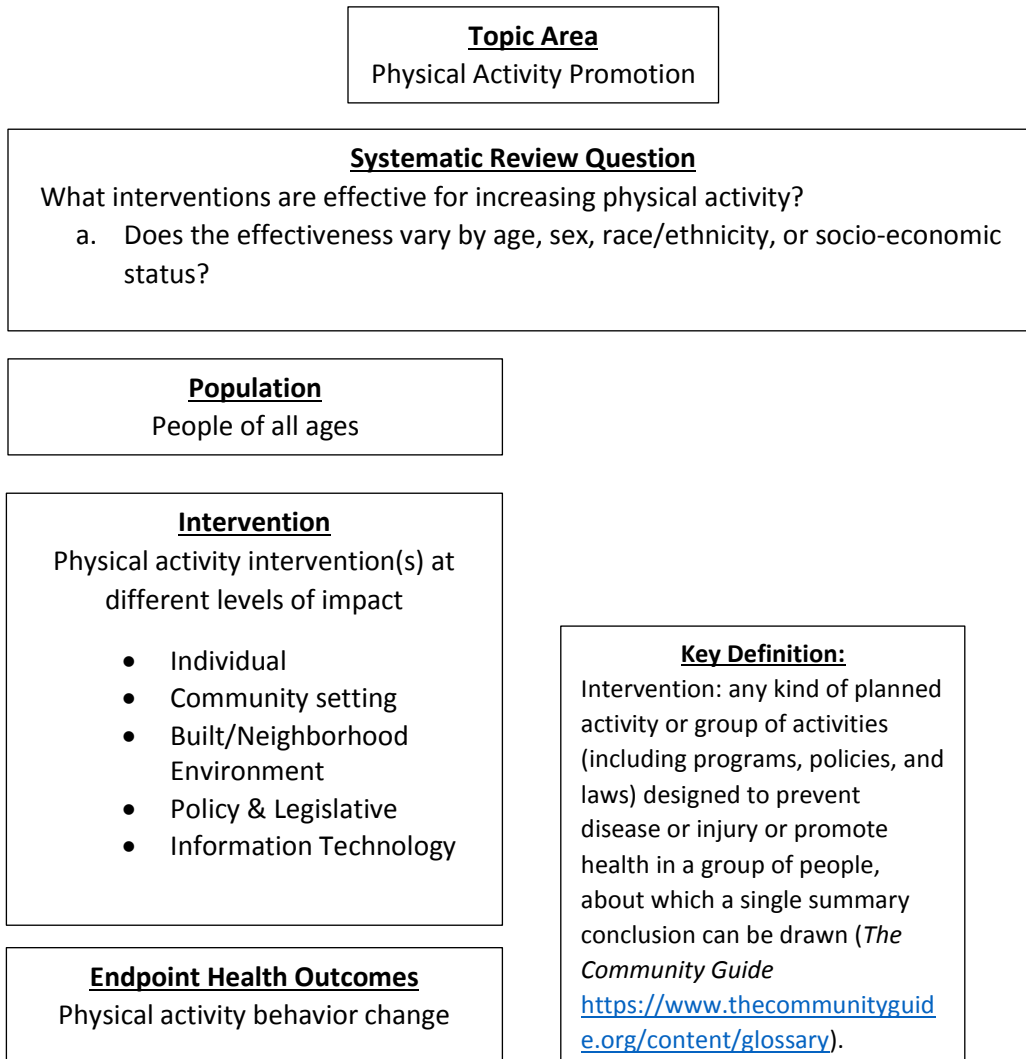 Topic Area
Physical Activity Promotion
Systematic Review Question
What interventions are effective for increasing physical activity?
a. Does the effectiveness vary by age, sex, race/ethnicity, or socio-economic
status?
Population
People of all ages
Intervention
Physical activity intervention(s) at
different levels of impact
• Individual
• Community setting
• Built/Neighborhood
Environment
• Policy & Legislative
• Information Technology
Endpoint Health Outcomes
Physical activity behavior change
Key Definition:
Intervention: any kind of planned
activity or group of activities
(including programs, policies, and
laws) designed to prevent
disease or injury or promote
health in a group of people,
about which a single summary
conclusion can be drawn (The
Community Guide
https://www.thecommunityguid
e.org/content/glossary).